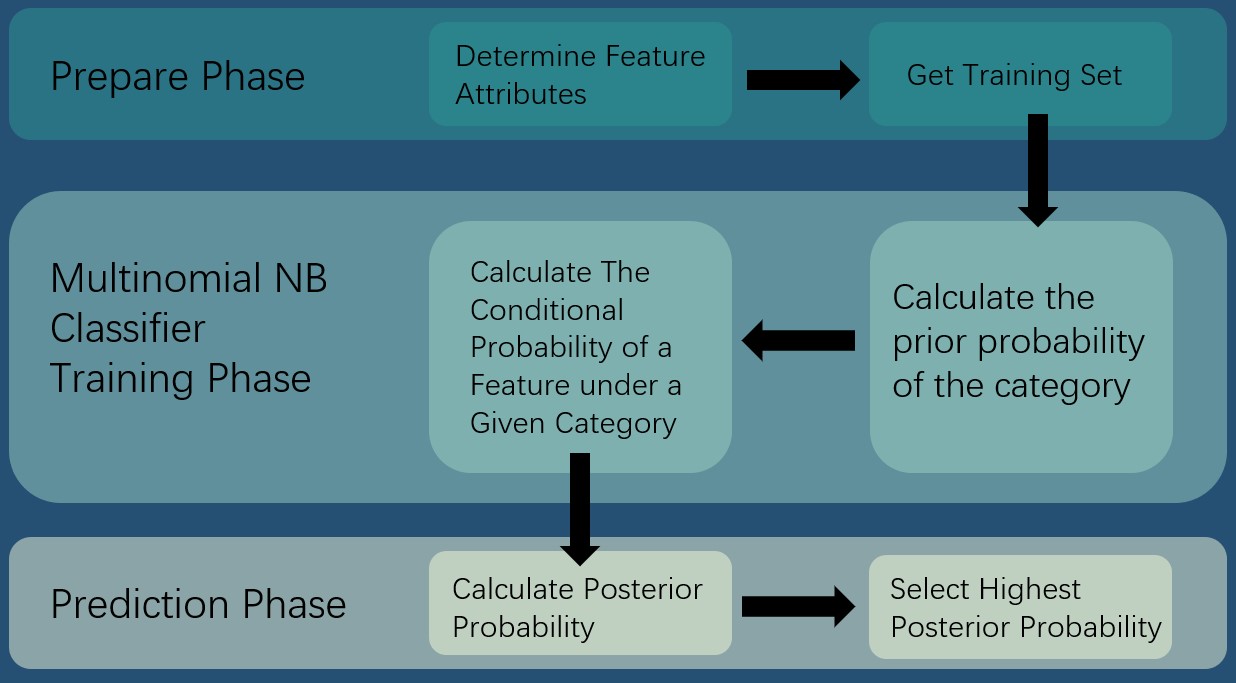 Prepare Phase
Determine Feature
Attributes
Get Training Set
Multinomial NB
Classifier
Training Phase
Calculate The
Conditional
Probability of a
Feature under a
Given Category
Calculate the
prior probability
of the category
Prediction Phase
Calculate Posterior
Probability
Select Highest
Posterior Probability